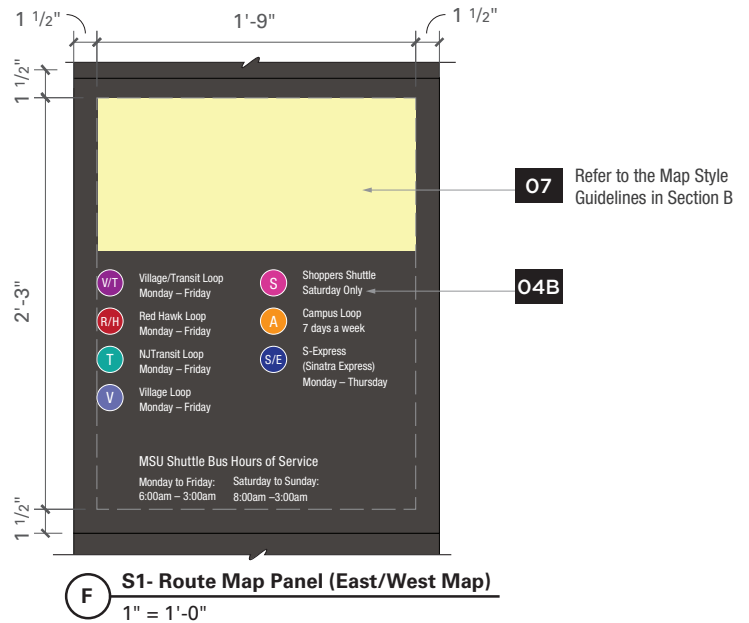 1 1/2"
1'-9"
1 1/2"
1 1/2"
2'-3"
1 1/2"
07
Refer to the Map Style
Guidelines in Section B
04B
V/T
Village/Transit Loop
Monday – Friday
R/H
Red Hawk Loop
Monday – Friday
T
NJTransit Loop
Monday – Friday
V
Village Loop
Monday – Friday
S
Shoppers Shuttle
Saturday Only
A
Campus Loop
7 days a week
S/E
S-Express
(Sinatra Express)
Monday – Thursday
MSU Shuttle Bus Hours of Service
Monday to Friday:
6:00am – 3:00am
Saturday to Sunday:
8:00am –3:00am
F
S1- Route Map Panel (East/West Map)
1" = 1'-0"